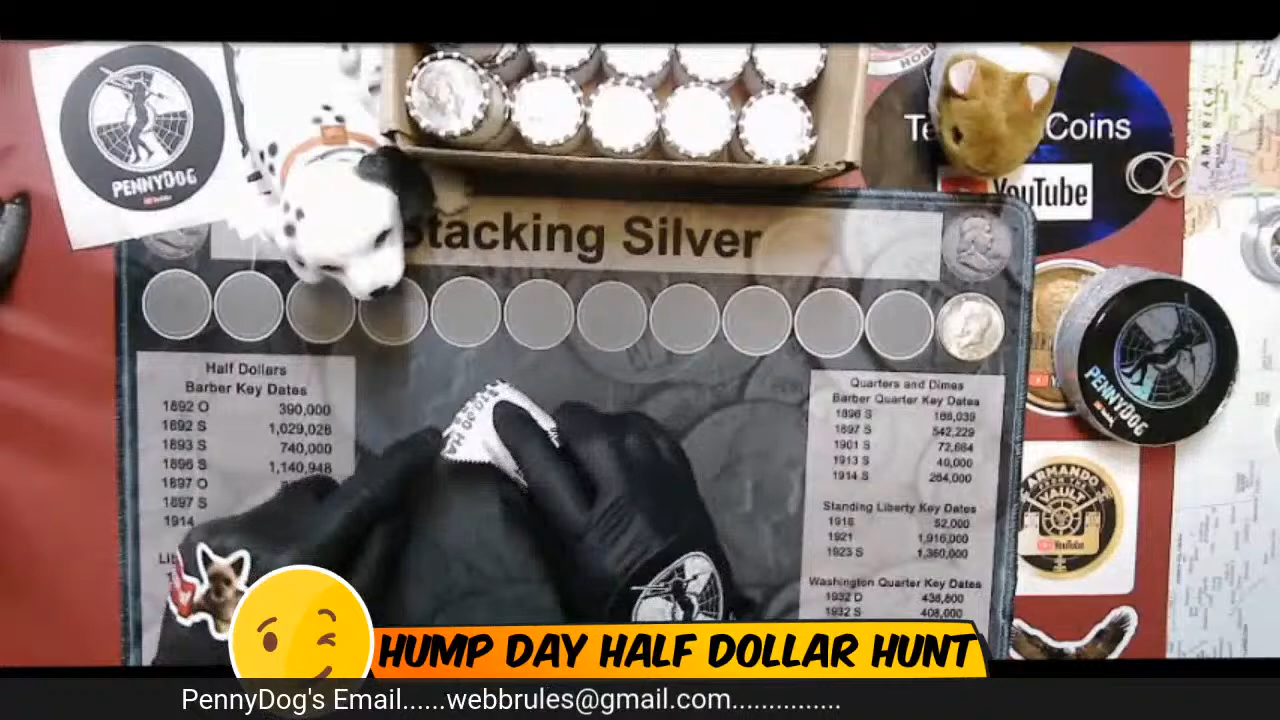 PENNYDOG
YouTube
AMERICA
Coins
YouTube
Stacking Silver
Half Dollars
Barber Key Dates
1892 O 390,000
1892 S 1,029,028
1893 S 740,000
1896 S 1,140,948
1897 O
1897 S
1914
Quarters and Dimes
Barber Quarter Key Dates
1896 S 188,039
1897 S 542,229
1901 S 72,664
1913 S 40,000
1914 S 264,000
Standing Liberty Key Dates
1916 52,000
1921 1,916,000
1923 S 1,360,000
Washington Quarter Key Dates
1932 D 436,800
1932 S 408,000
PENNYDOG
ARMANDO
VAULT
YouTube
HUMP DAY HALF DOLLAR HUNT
PennyDog's Email......webbrules@gmail.com...............